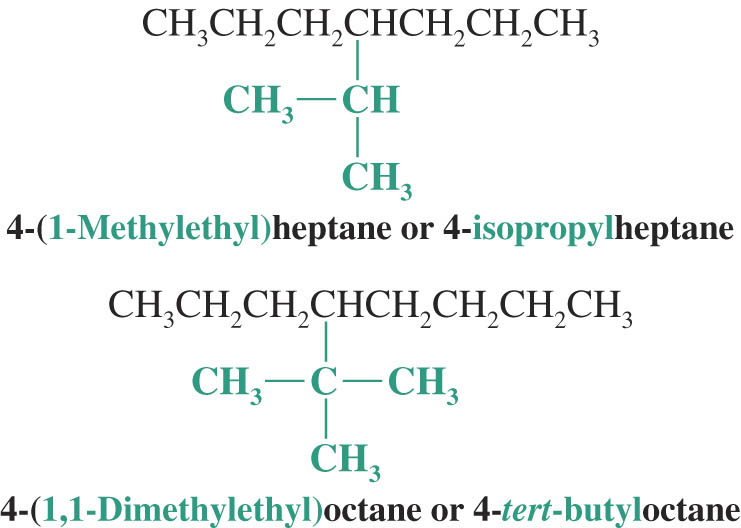 CH₃CH₂CH₂CHCH₂CH₂CH₃
CH₃—CH
CH₃
4-(1-Methylethyl)heptane or 4-isopropylheptane
CH₃CH₂CH₂CHCH₂CH₂CH₂CH₃
CH₃—C—CH₃
CH₃
4-(1,1-Dimethylethyl)octane or 4-tert-butyloctane